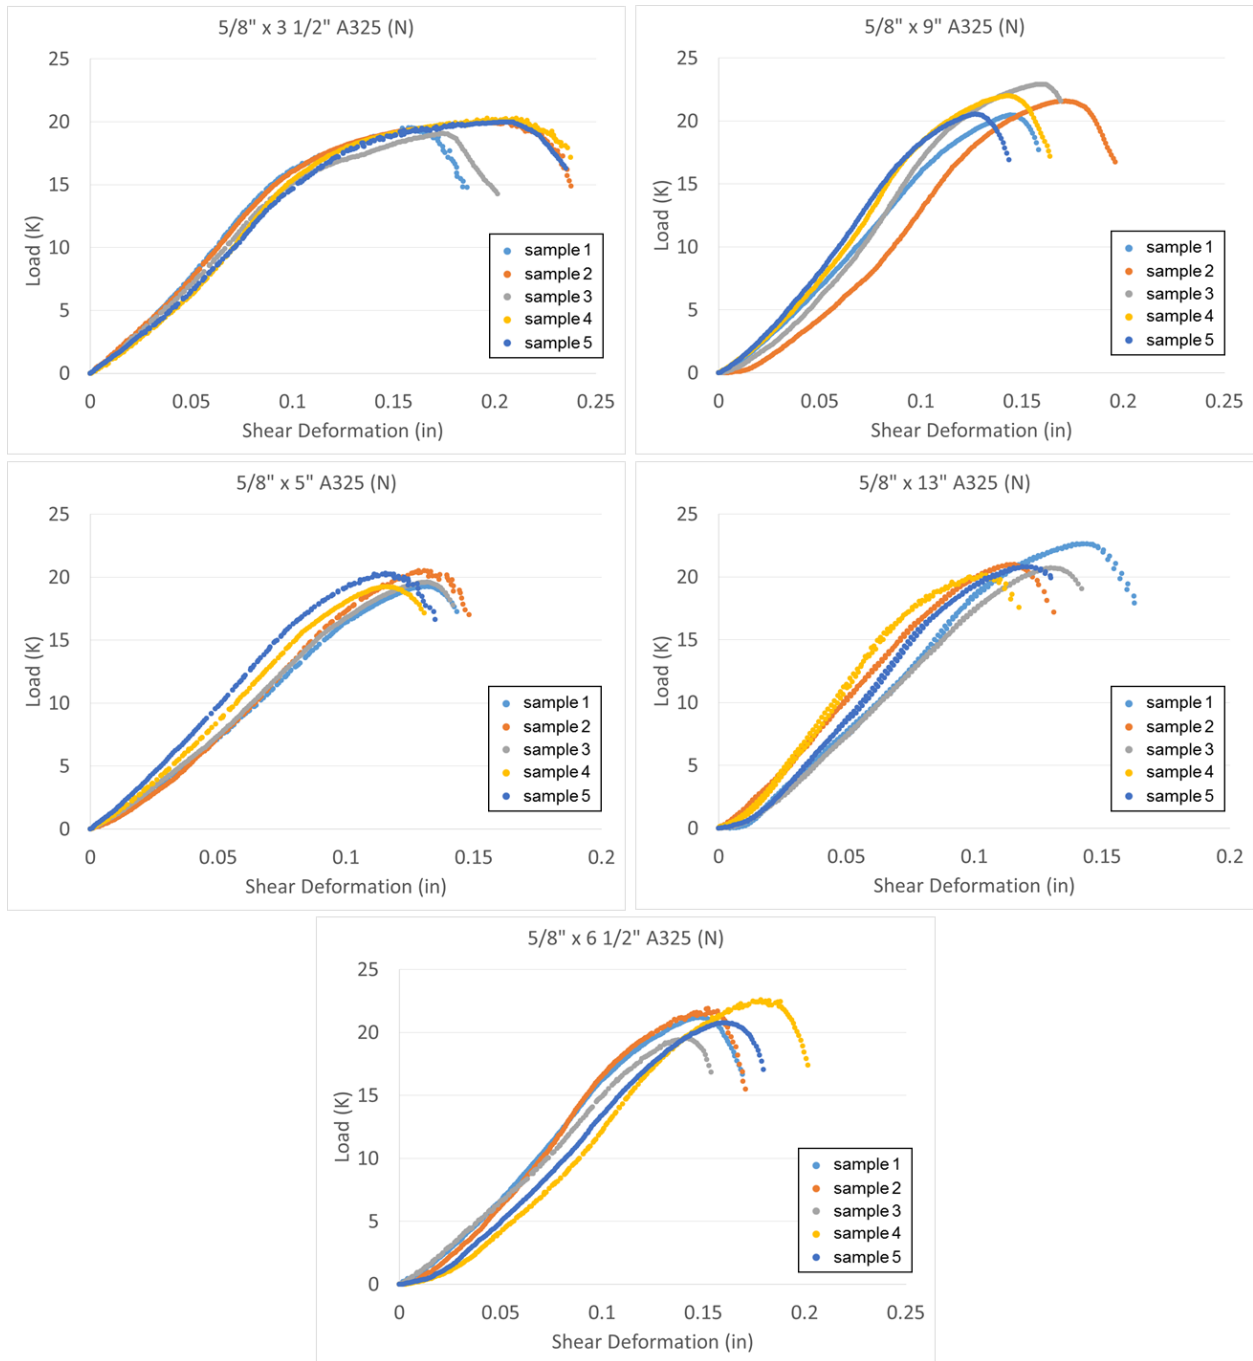 5/8" x 3 1/2" A325 (N)
25
20
15
10
5
0
Load (K)
0 0.05 0.1 0.15 0.2 0.25
Shear Deformation (in)
sample 1
sample 2
sample 3
sample 4
sample 5
5/8" x 9" A325 (N)
25
20
15
10
5
0
Load (K)
0 0.05 0.1 0.15 0.2 0.25
Shear Deformation (in)
sample 1
sample 2
sample 3
sample 4
sample 5
5/8" x 5" A325 (N)
25
20
15
10
5
0
Load (K)
0 0.05 0.1 0.15 0.2
Shear Deformation (in)
sample 1
sample 2
sample 3
sample 4
sample 5
5/8" x 13" A325 (N)
25
20
15
10
5
0
Load (K)
0 0.05 0.1 0.15 0.2
Shear Deformation (in)
sample 1
sample 2
sample 3
sample 4
sample 5
5/8" x 6 1/2" A325 (N)
25
20
15
10
5
0
Load (K)
0 0.05 0.1 0.15 0.2 0.25
Shear Deformation (in)
sample 1
sample 2
sample 3
sample 4
sample 5